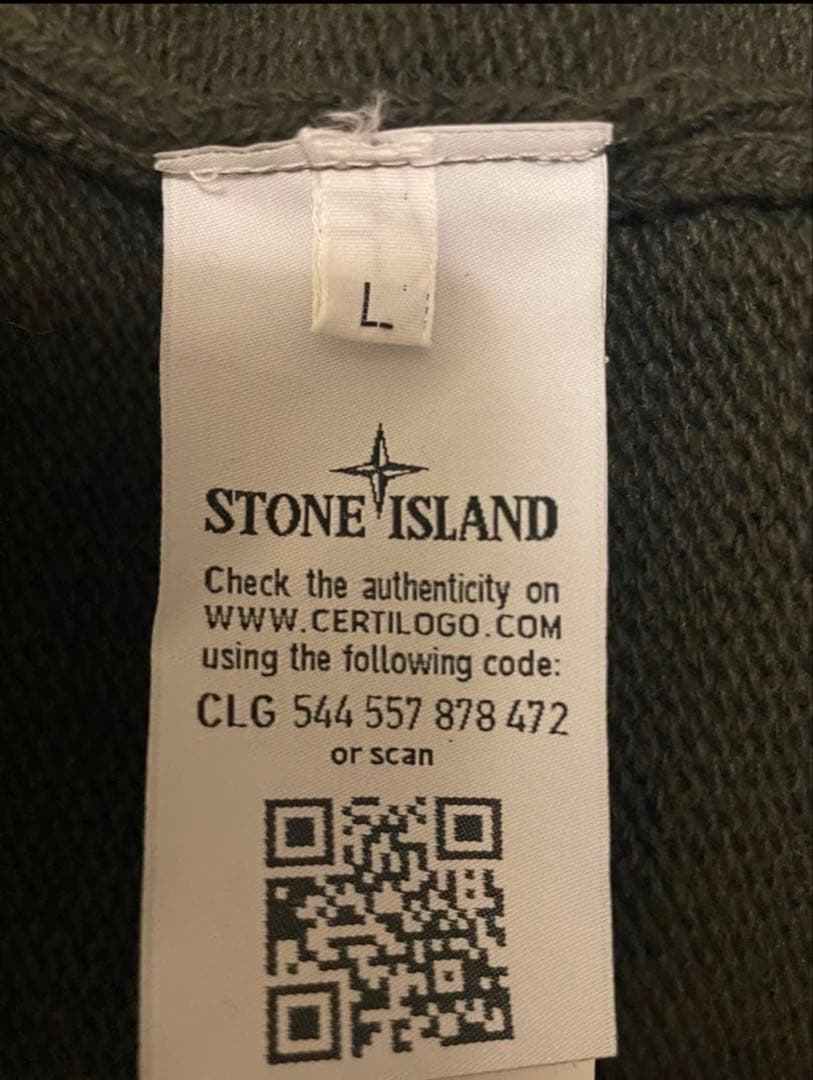 L
STONE ISLAND
Check the authenticity on
WWW.CERTILOGO.COM
using the following code:
CLG 544 557 878 472
or scan